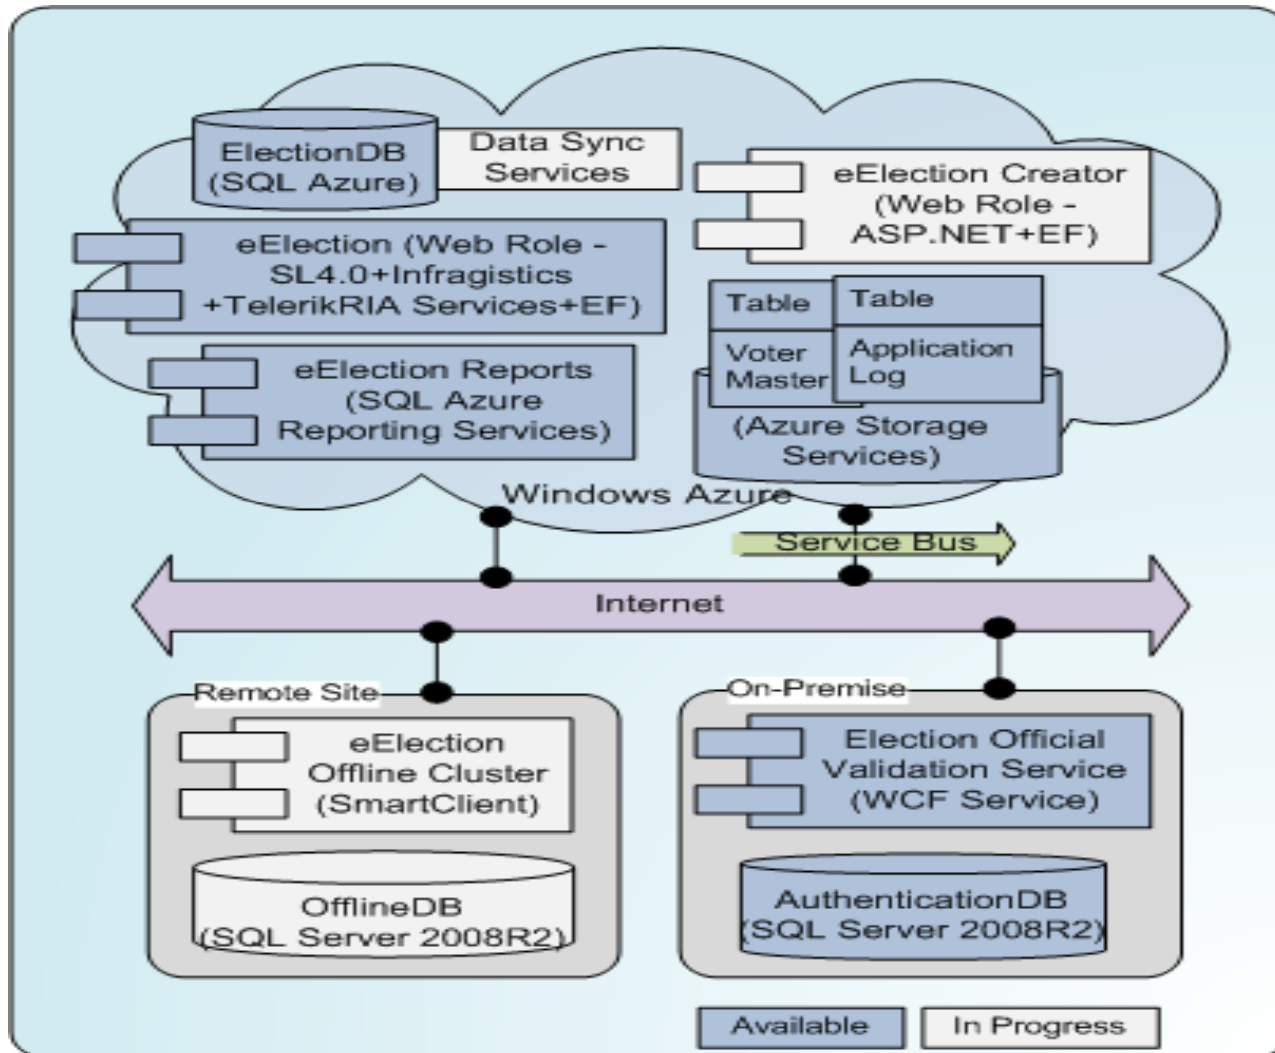 ElectionDB
(SQL Azure)
Data Sync
Services
eElection Creator
(Web Role -
ASP.NET+EF)
eElection (Web Role -
SL4.0+Infragistics
+TelerikRIA Services+EF)
Table
Table
Voter
Master
Application
Log
eElection Reports
(SQL Azure
Reporting Services)
(Azure Storage
Services)
Windows Azure
Service Bus
Internet
Remote Site
eElection
Offline Cluster
(SmartClient)
OfflineDB
(SQL Server 2008R2)
On-Premise
Election Official
Validation Service
(WCF Service)
AuthenticationDB
(SQL Server 2008R2)
Available
In Progress